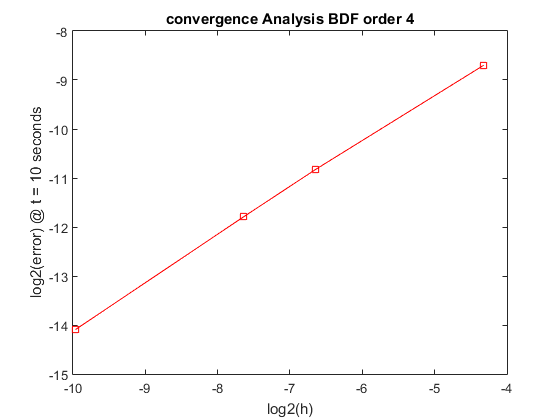 convergence Analysis BDF order 4
-8
-9
-10
-11
-12
-13
-14
-15
log2(error) @ t = 10 seconds
-10 -9 -8 -7 -6 -5 -4
log2(h)